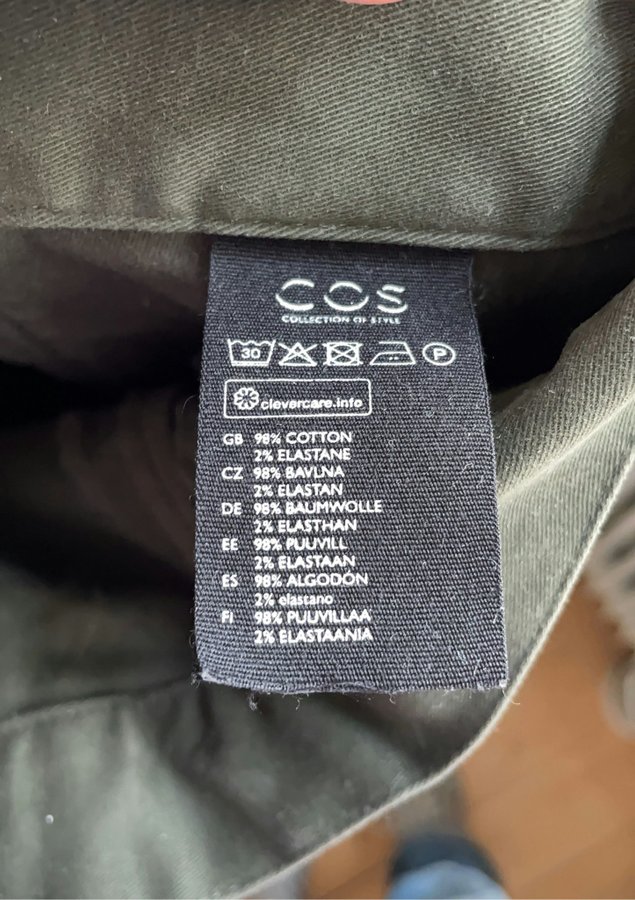 COS
COLLECTION OF STYLE
30 P
clevercare.info
GB 98% COTTON
2% ELASTANE
CZ 98% BAVLNA
2% ELASTAN
DE 98% BAUMWOLLE
2% ELASTHAN
EE 98% PUUVILL
2% ELASTAAN
ES 98% ALGODÓN
2% elastano
FI 98% PUUVILLAA
2% ELASTAANIA